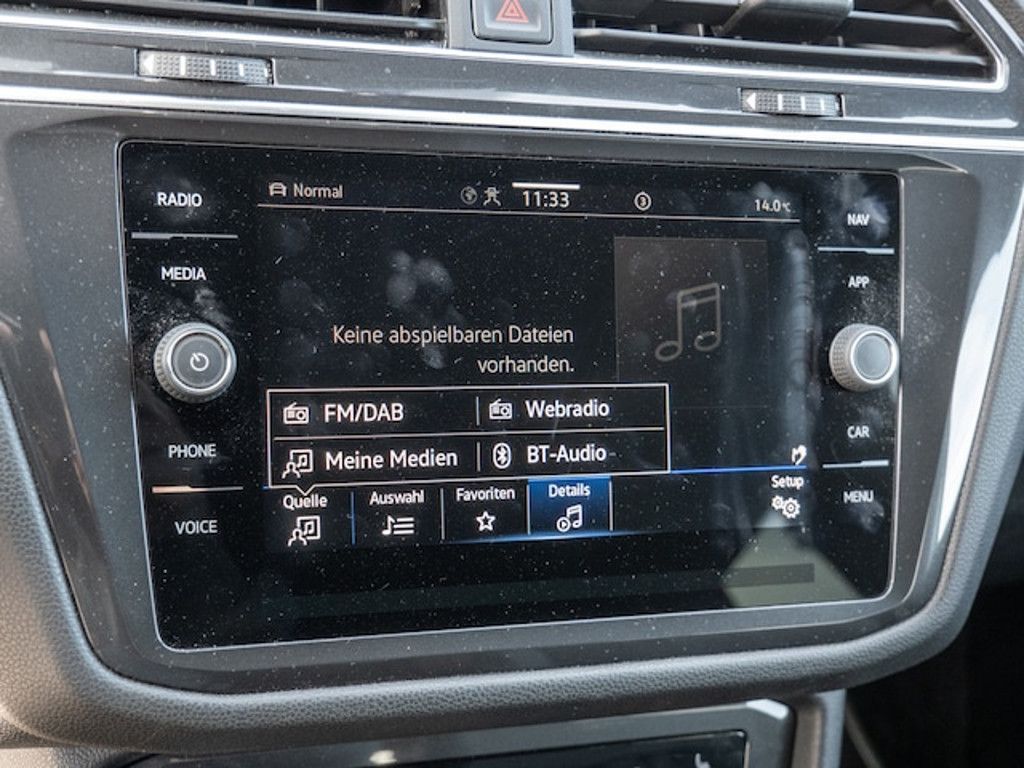 RADIO
MEDIA
PHONE
VOICE
Normal
11:33
3
14.0°C
Keine abspielbaren Dateien
vorhanden.
FM/DAB
Webradio
Meine Medien
BT-Audio
Quelle
Auswahl
Favoriten
Details
Setup
NAV
APP
CAR
MENU